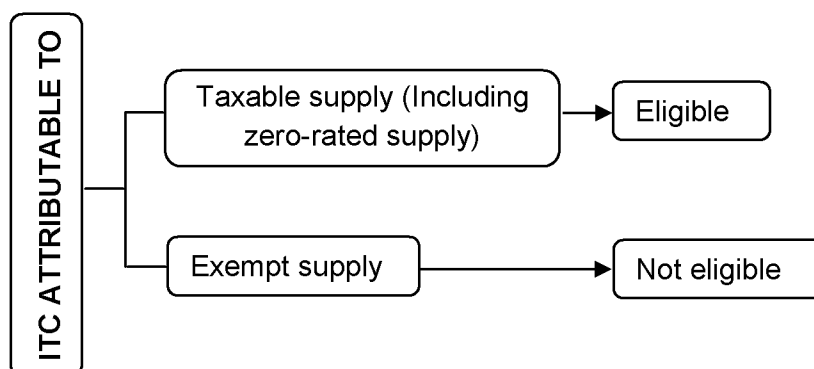 ITC ATTRIBUTABLE TO
Taxable supply (Including
zero-rated supply)
Eligible
Exempt supply
Not eligible